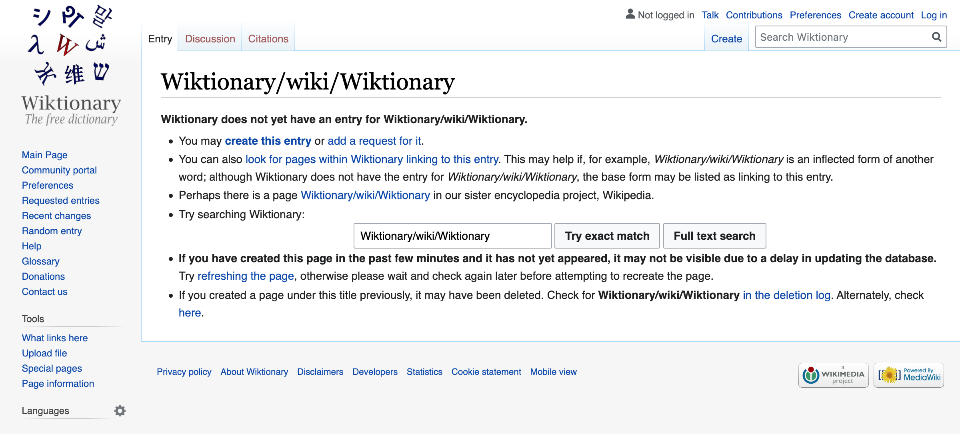 Not logged in Talk Contributions Preferences Create account Log in
Entry Discussion Citations Create Search Wiktionary
Wiktionary
The free dictionary
Main Page
Community portal
Preferences
Requested entries
Recent changes
Random entry
Help
Glossary
Donations
Contact us
Tools
What links here
Upload file
Special pages
Page information
Languages
Wiktionary/wiki/Wiktionary
Wiktionary does not yet have an entry for Wiktionary/wiki/Wiktionary.
You may create this entry or add a request for it.
You can also look for pages within Wiktionary linking to this entry. This may help if, for example, Wiktionary/wiki/Wiktionary is an inflected form of another
word; although Wiktionary does not have the entry for Wiktionary/wiki/Wiktionary, the base form may be listed as linking to this entry.
Perhaps there is a page Wiktionary/wiki/Wiktionary in our sister encyclopedia project, Wikipedia.
Try searching Wiktionary:
Wiktionary/wiki/Wiktionary Try exact match Full text search
If you have created this page in the past few minutes and it has not yet appeared, it may not be visible due to a delay in updating the database.
Try refreshing the page, otherwise please wait and check again later before attempting to recreate the page.
If you created a page under this title previously, it may have been deleted. Check for Wiktionary/wiki/Wiktionary in the deletion log. Alternately, check
here.
Privacy policy About Wiktionary Disclaimers Developers Statistics Cookie statement Mobile view
A
WIKIMEDIA
project
Powered By
MediaWiki